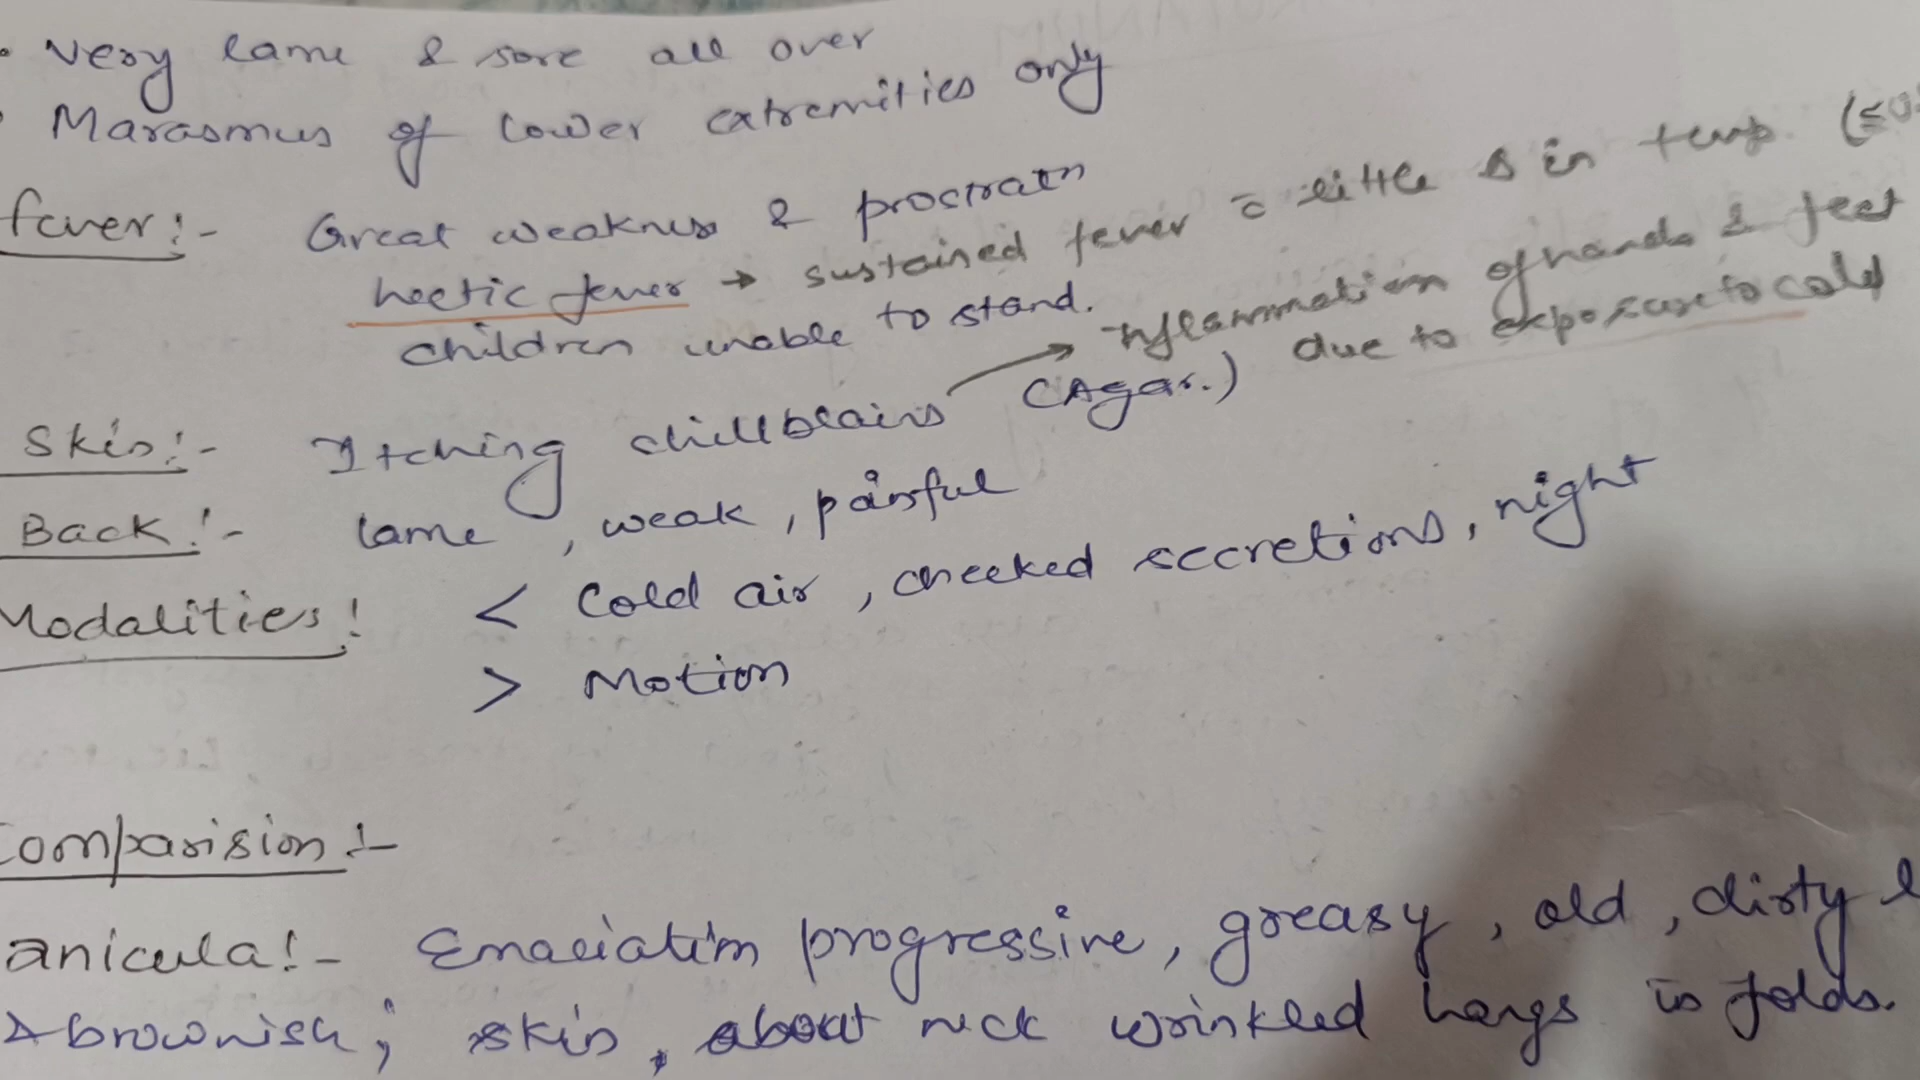 • Very lame & sore all over
• Marasmus of lower extremities only
fever :- Great weakness & prostratn
hectic fever → sustained fever c̄ little Δ in temp (
children unable to stand.
Skin :- Itching chillblains (Agar.) → Inflammation of hands & feet
due to exposure to cold
Back :- lame, weak, painful
Modalities : < Cold air, checked secretions, night
> Motion
Comparision :-
anicula :- Emaciation progressive, greasy, old, dirty
& brownish; skin, about neck wrinkled hangs in folds.